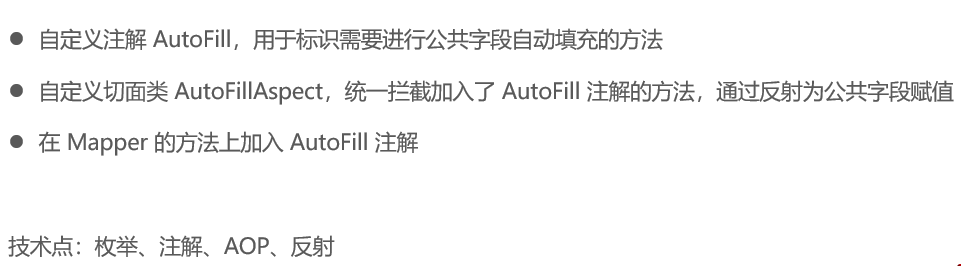 ● 自定义注解 AutoFill，用于标识需要进行公共字段自动填充的方法
● 自定义切面类 AutoFillAspect，统一拦截加入了 AutoFill 注解的方法，通过反射为公共字段赋值
● 在 Mapper 的方法上加入 AutoFill 注解
技术点：枚举、注解、AOP、反射